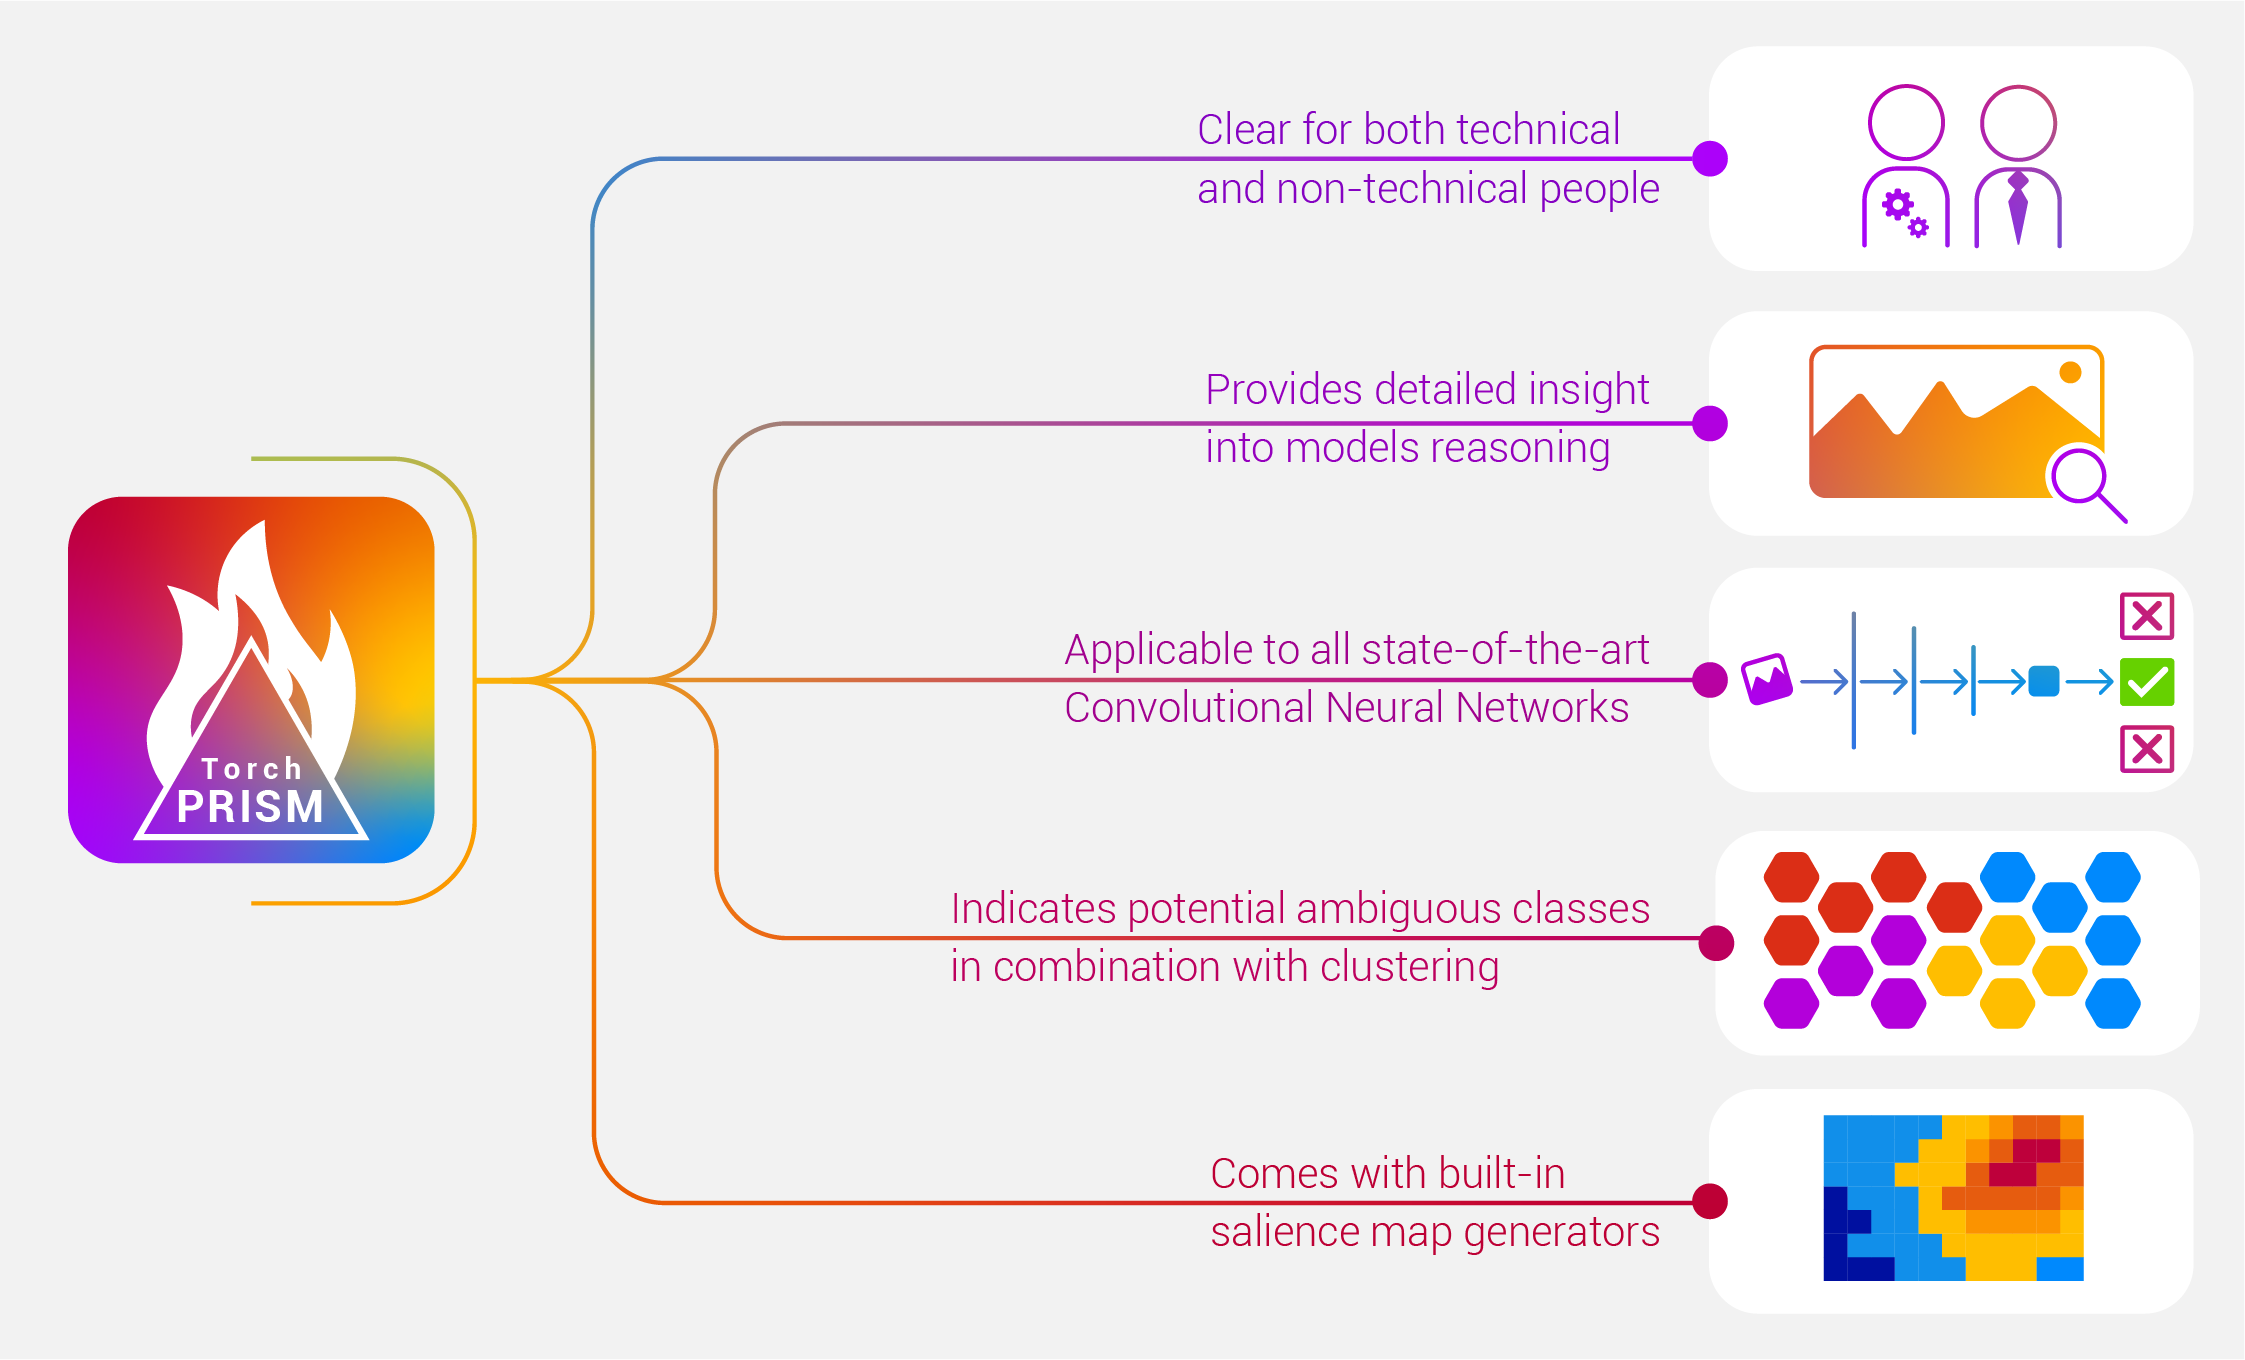 Clear for both technical
and non-technical people
Provides detailed insight
into models reasoning
Applicable to all state-of-the-art
Convolutional Neural Networks
Torch
PRISM
Indicates potential ambiguous classes
in combination with clustering
Comes with built-in
salience map generators